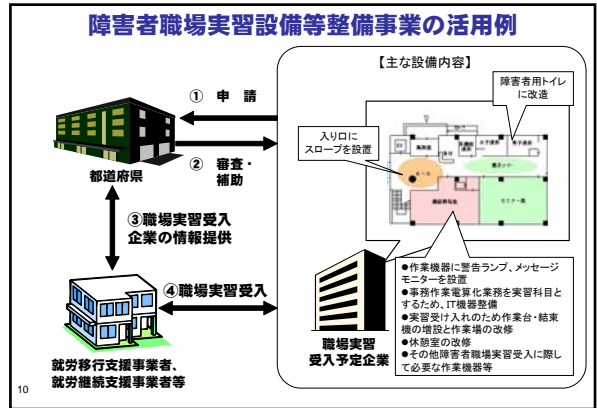 障害者職場実習設備等整備事業の活用例
【主な設備内容】
障害者用トイレ
に改造
入り口に
スロープを設置
① 申 請
② 審査・
補助
都道府県
③職場実習受入
企業の情報提供
④職場実習受入
就労移行支援事業者、
就労継続支援事業者等
職場実習
受入予定企業
●作業機器に警告ランプ、メッセージ
モニターを設置
●事務作業電算化業務を実習科目と
するため、IT機器整備
●実習受け入れのため作業台・結束
機の増設と作業場の改修
●休憩室の改修
●その他障害者職場実習受入に際し
て必要な作業機器等
10